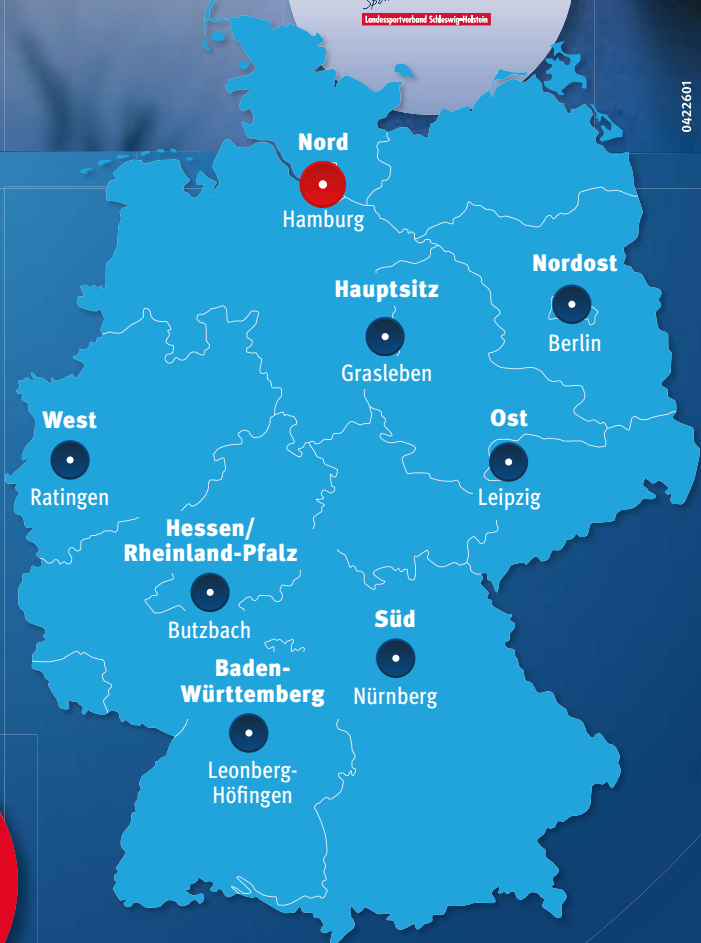 Landessportverband Schleswig-Holstein
0422601
Nord
Hamburg
Hauptsitz
Grasleben
Nordost
Berlin
West
Ratingen
Ost
Leipzig
Hessen/
Rheinland-Pfalz
Butzbach
Süd
Nürnberg
Baden-
Württemberg
Leonberg-
Höfingen